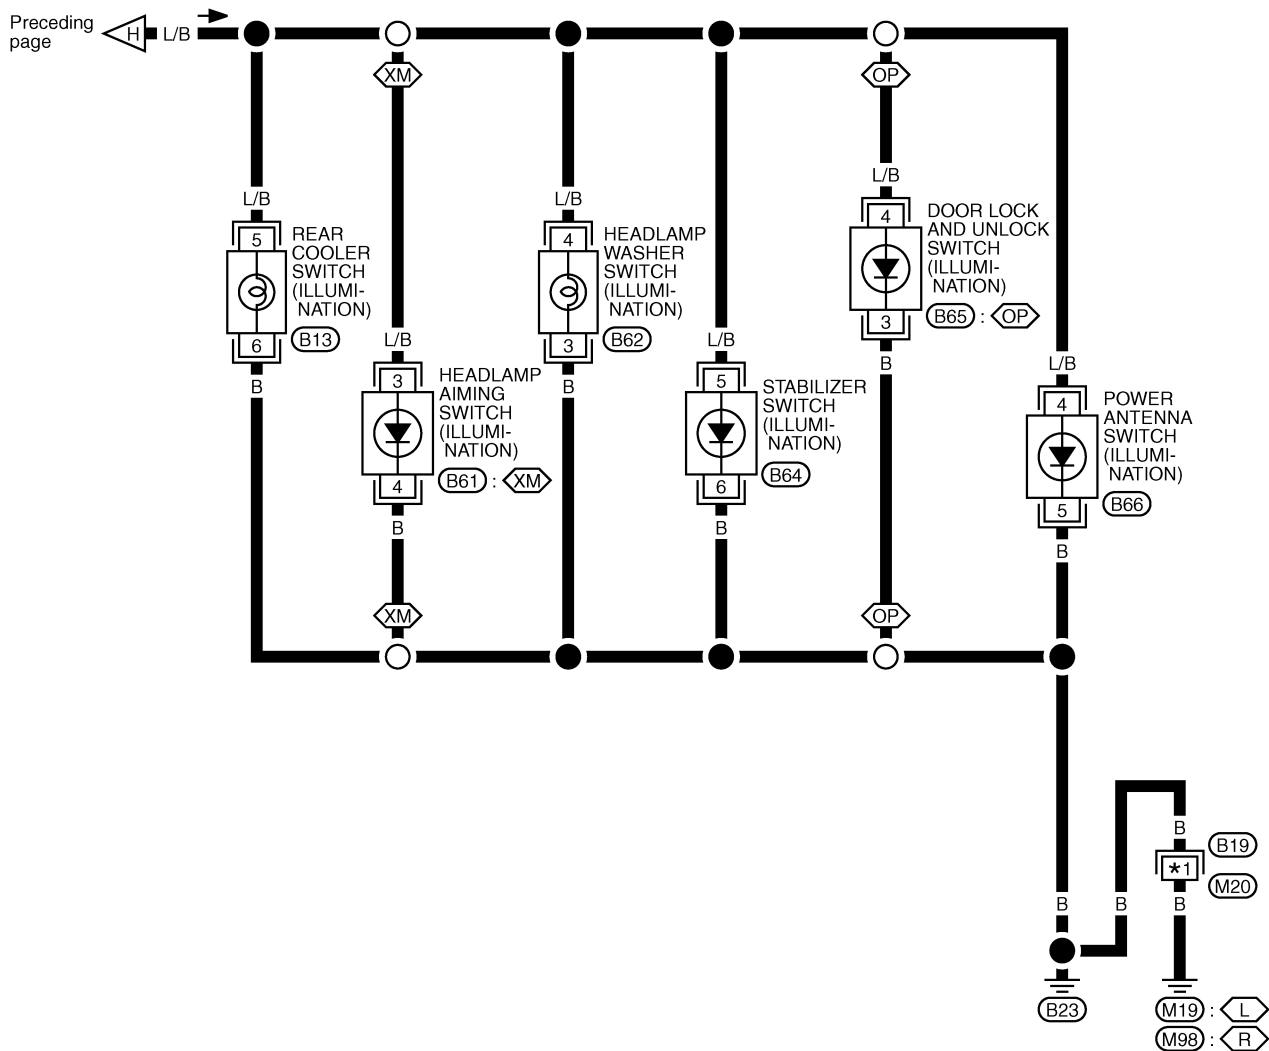 Preceding
page
H
L/B
XM
OP
L/B
L/B
L/B
5
REAR
COOLER
SWITCH
(ILLUMI-
NATION)
6
B13
B
4
HEADLAMP
WASHER
SWITCH
(ILLUMI-
NATION)
3
B62
B
4
DOOR LOCK
AND UNLOCK
SWITCH
(ILLUMI-
NATION)
3
B65 : OP
B
L/B
L/B
L/B
3
HEADLAMP
AIMING
SWITCH
(ILLUMI-
NATION)
4
B61 : XM
B
5
STABILIZER
SWITCH
(ILLUMI-
NATION)
6
B64
B
4
POWER
ANTENNA
SWITCH
(ILLUMI-
NATION)
5
B66
B
XM
OP
B
B19
*1
M20
B
B
B
B23
M19 : L
M98 : R